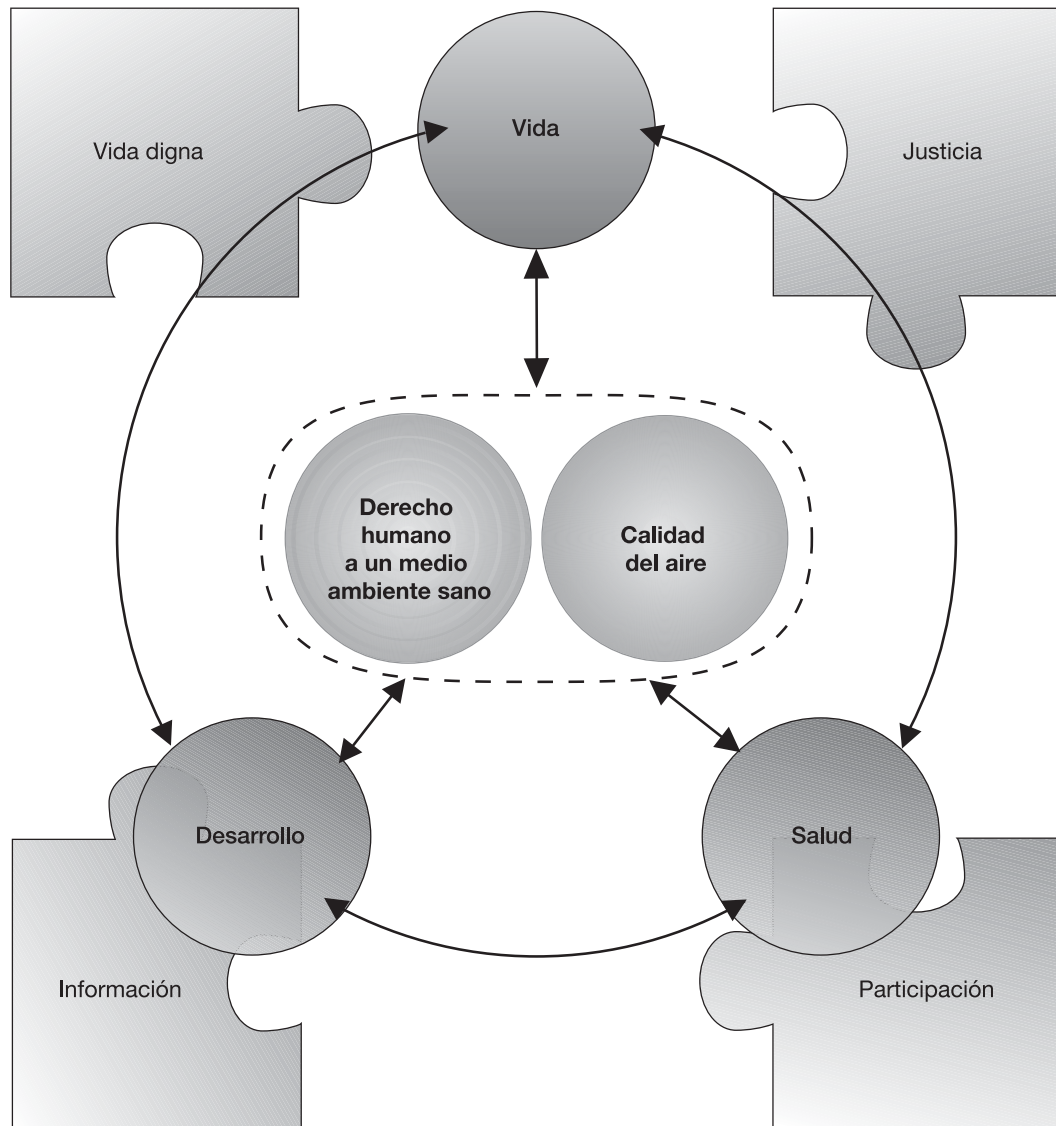 Vida digna
Vida
Justicia
Derecho
humano
a un medio
ambiente sano
Calidad
del aire
Desarrollo
Salud
Información
Participación